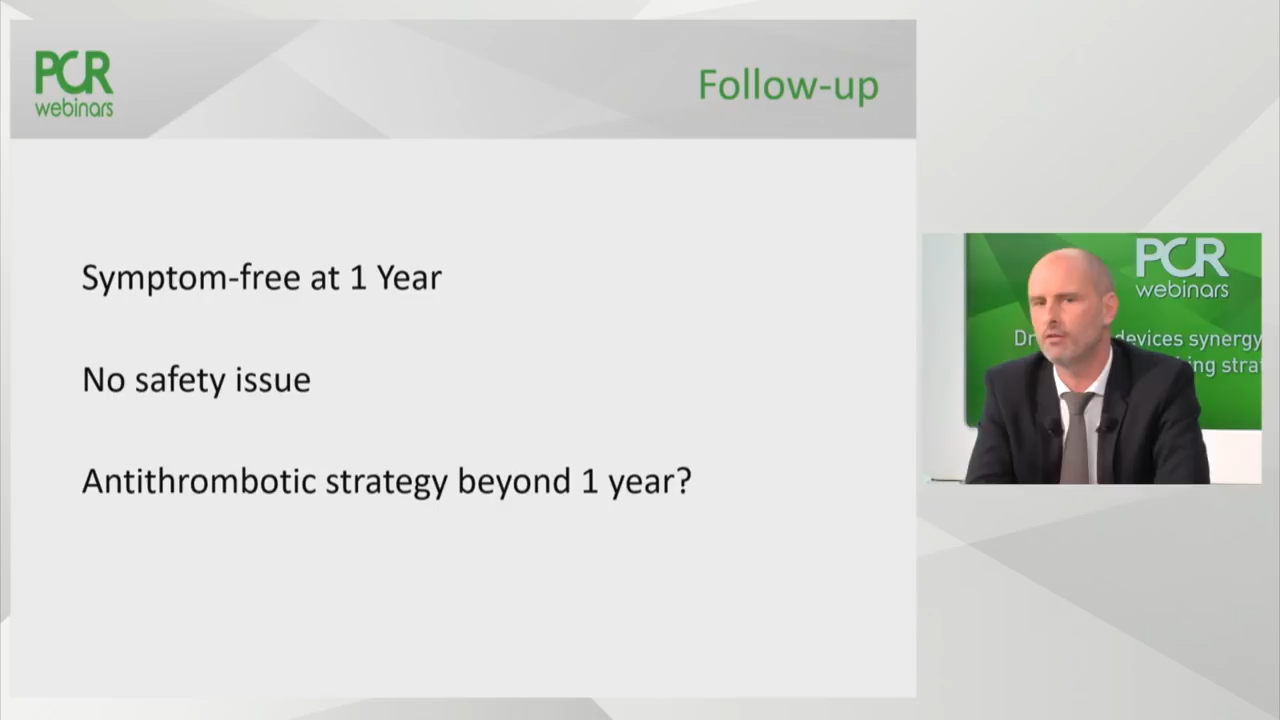 PCR
webinars
Follow-up
Symptom-free at 1 Year
No safety issue
Antithrombotic strategy beyond 1 year?
PCR
webinars
devices synergy